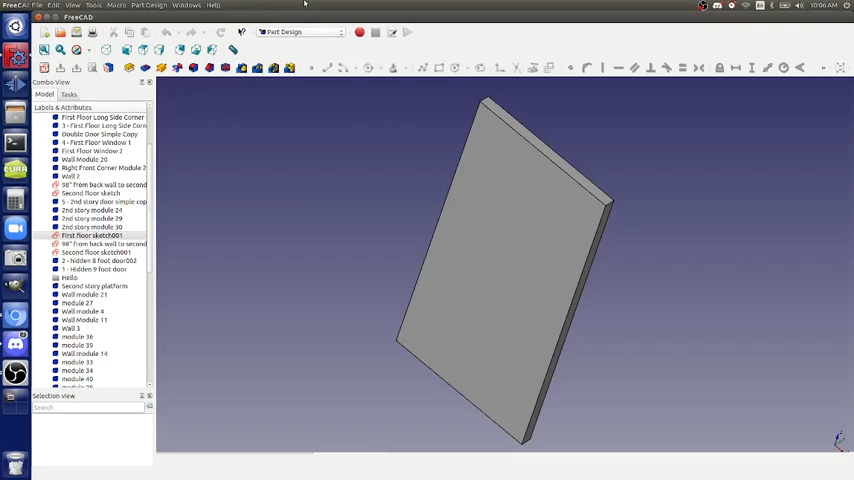 FreeCAD File Edit View Tools Macro Part Design Windows Help
En 10:06 AM
FreeCAD
Part Design
Combo View
Model Tasks
Labels & Attributes
First Floor Long Side Corner
3 - First Floor Long Side Corr
Double Door Simple Copy
4 - First Floor Window 1
First Floor Window 2
Wall Module 20
Right Front Corner Module 2
Wall 2
98" from back wall to second
Second floor sketch
5 - 2nd story door simple cop
2nd story module 24
2nd story module 29
2nd story module 30
First floor sketch001
98" from back wall to second
Second floor sketch001
2 - hidden 8 foot door002
1 - Hidden 9 foot door
Hello
Second story platform
Wall module 21
module 27
Wall module 4
Wall Module 11
Wall 3
module 36
module 39
Wall module 14
module 33
module 34
module 40
Selection view
Search
CURA